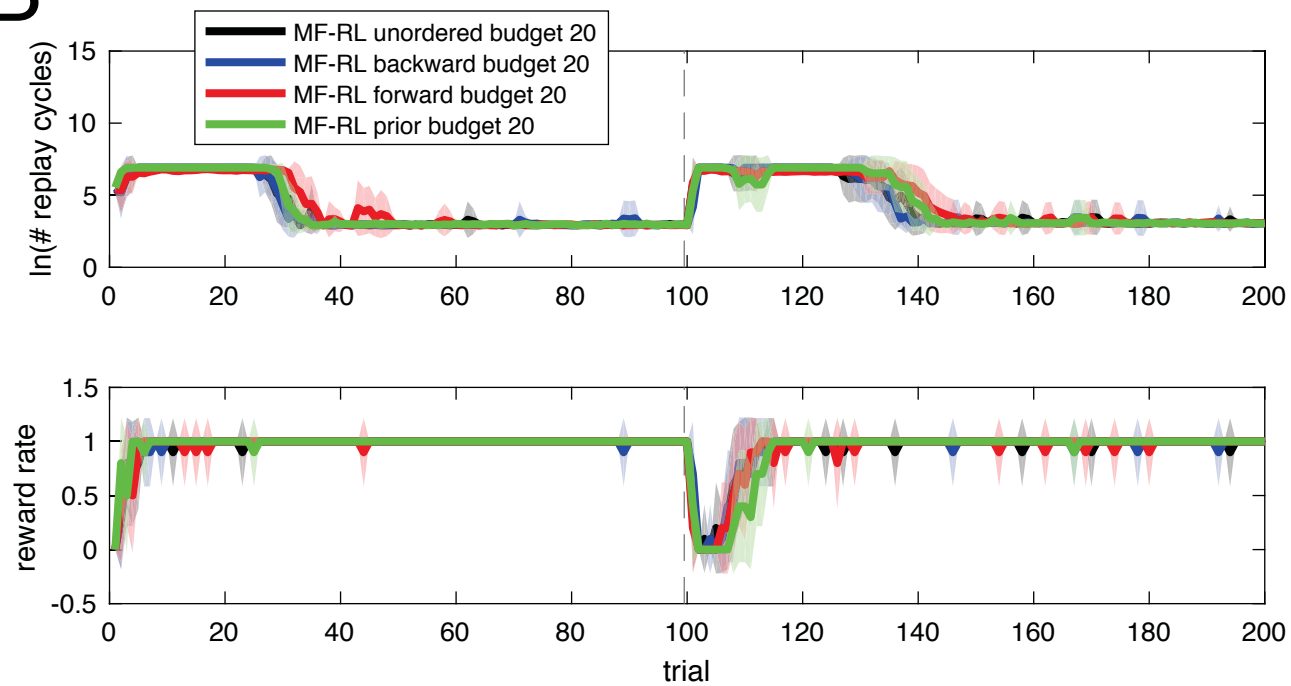 MF-RL unordered budget 20
MF-RL backward budget 20
MF-RL forward budget 20
MF-RL prior budget 20
ln(# replay cycles)
15
10
5
0
0 20 40 60 80 100 120 140 160 180 200
reward rate
1.5
1
0.5
0
-0.5
0 20 40 60 80 100 120 140 160 180 200
trial